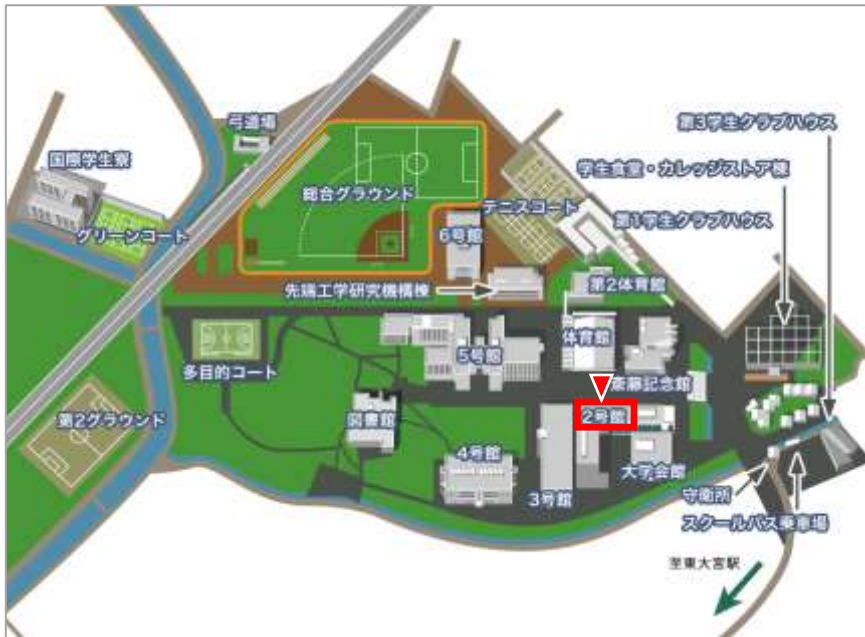 第3学生クラブハウス
弓道場
国際学生寮
学生食堂・カレッジストア棟
総合グラウンド
テニスコート
第1学生クラブハウス
グリーンコート
6号館
先端工学研究機構棟
第2体育館
体育館
5号館
多目的コート
斎藤記念館
第2グラウンド
図書館
2号館
4号館
大学会館
3号館
守衛所
スクールバス乗車場
至東大宮駅